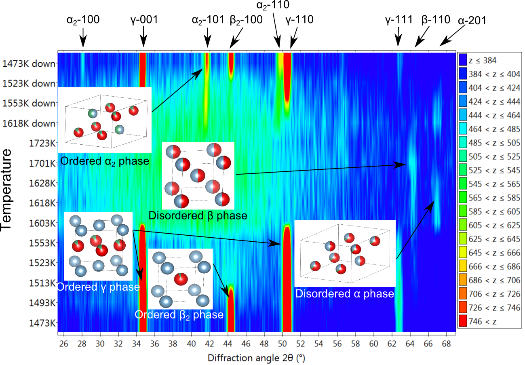 α₂-110
α₂-100 γ-001 α₂-101 β₂-100 γ-110 γ-111 β-110 α-201
1473K down
1523K down
1553K down
1618K down
1723K
1701K
1628K
1618K
1603K
1553K
1523K
1513K
1493K
1473K
Temperature
Ordered α₂ phase
Disordered β phase
Ordered γ phase
Ordered β₂ phase
Disordered α phase
26 28 30 32 34 36 38 40 42 44 46 48 50 52 54 56 58 60 62 64 66 68
Diffraction angle 2θ (°)
z < 384
384 < z ≤ 404
404 < z ≤ 424
424 < z ≤ 444
444 < z ≤ 464
464 < z ≤ 485
485 < z ≤ 505
505 < z ≤ 525
525 < z ≤ 545
545 < z ≤ 565
565 < z ≤ 585
585 < z ≤ 605
605 < z ≤ 625
625 < z ≤ 645
645 < z ≤ 666
666 < z ≤ 686
686 < z ≤ 706
706 < z ≤ 726
726 < z ≤ 746
746 < z